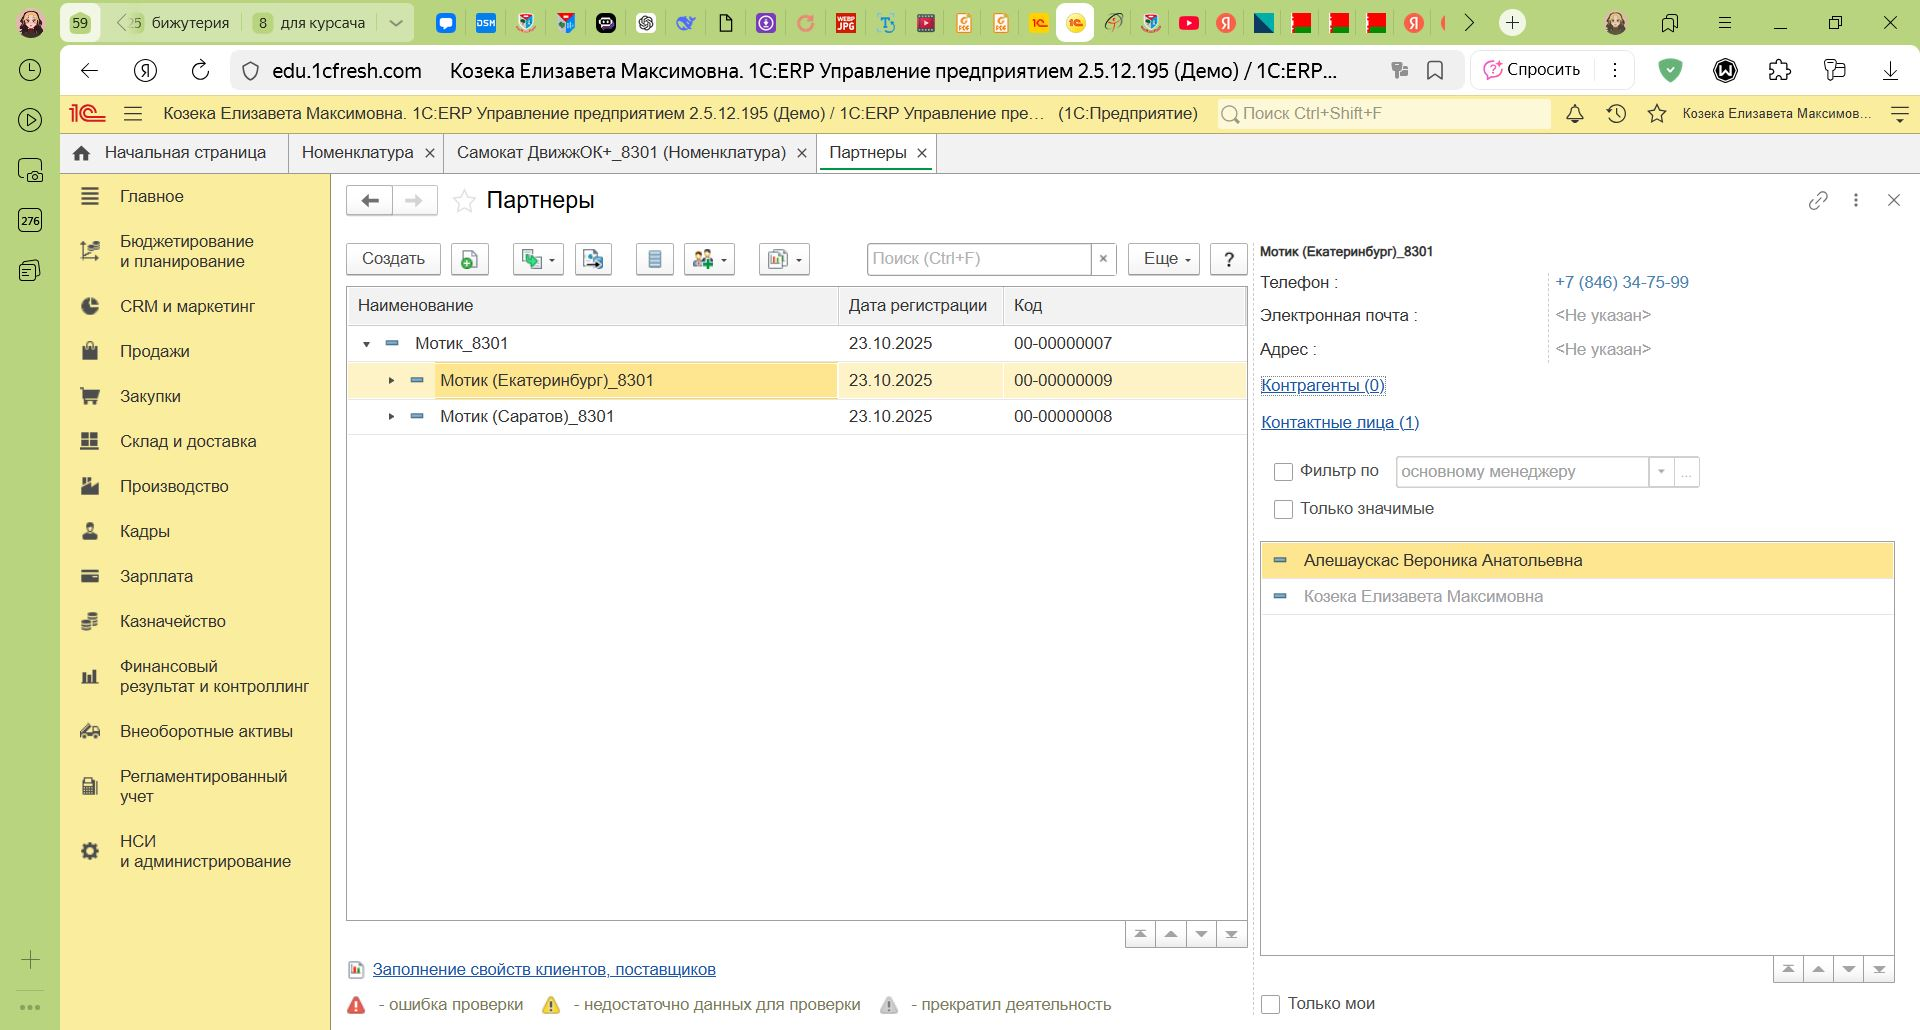 59
25 бижутерия
8 для курсача
edu.1cfresh.com Козека Елизавета Максимовна. 1С:ERP Управление предприятием 2.5.12.195 (Демо) / 1С:ERP...
Спросить
1С Козека Елизавета Максимовна. 1С:ERP Управление предприятием 2.5.12.195 (Демо) / 1С:ERP Управление пре... (1С:Предприятие)
Поиск Ctrl+Shift+F
Козека Елизавета Максимов...
276
Начальная страница
Номенклатура
Самокат ДвижжОК+_8301 (Номенклатура)
Партнеры
Главное
Бюджетирование
и планирование
CRM и маркетинг
Продажи
Закупки
Склад и доставка
Производство
Кадры
Зарплата
Казначейство
Финансовый
результат и контроллинг
Внеоборотные активы
Регламентированный
учет
НСИ
и администрирование
Партнеры
Создать
Поиск (Ctrl+F)
×
Еще
?
Наименование Дата регистрации Код
Мотик_8301 23.10.2025 00-00000007
Мотик (Екатеринбург)_8301 23.10.2025 00-00000009
Мотик (Саратов)_8301 23.10.2025 00-00000008
Заполнение свойств клиентов, поставщиков
- ошибка проверки - недостаточно данных для проверки - прекратил деятельность
Мотик (Екатеринбург)_8301
Телефон : +7 (846) 34-75-99
Электронная почта : <Не указан>
Адрес : <Не указан>
Контрагенты (0)
Контактные лица (1)
Фильтр по основному менеджеру ...
Только значимые
Алешаускас Вероника Анатольевна
Козека Елизавета Максимовна
Только мои